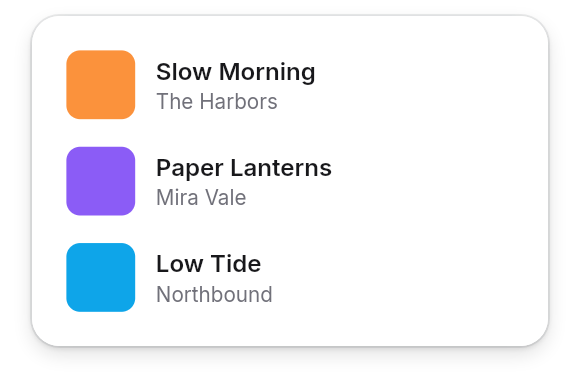 Slow Morning
The Harbors
Paper Lanterns
Mira Vale
Low Tide
Northbound